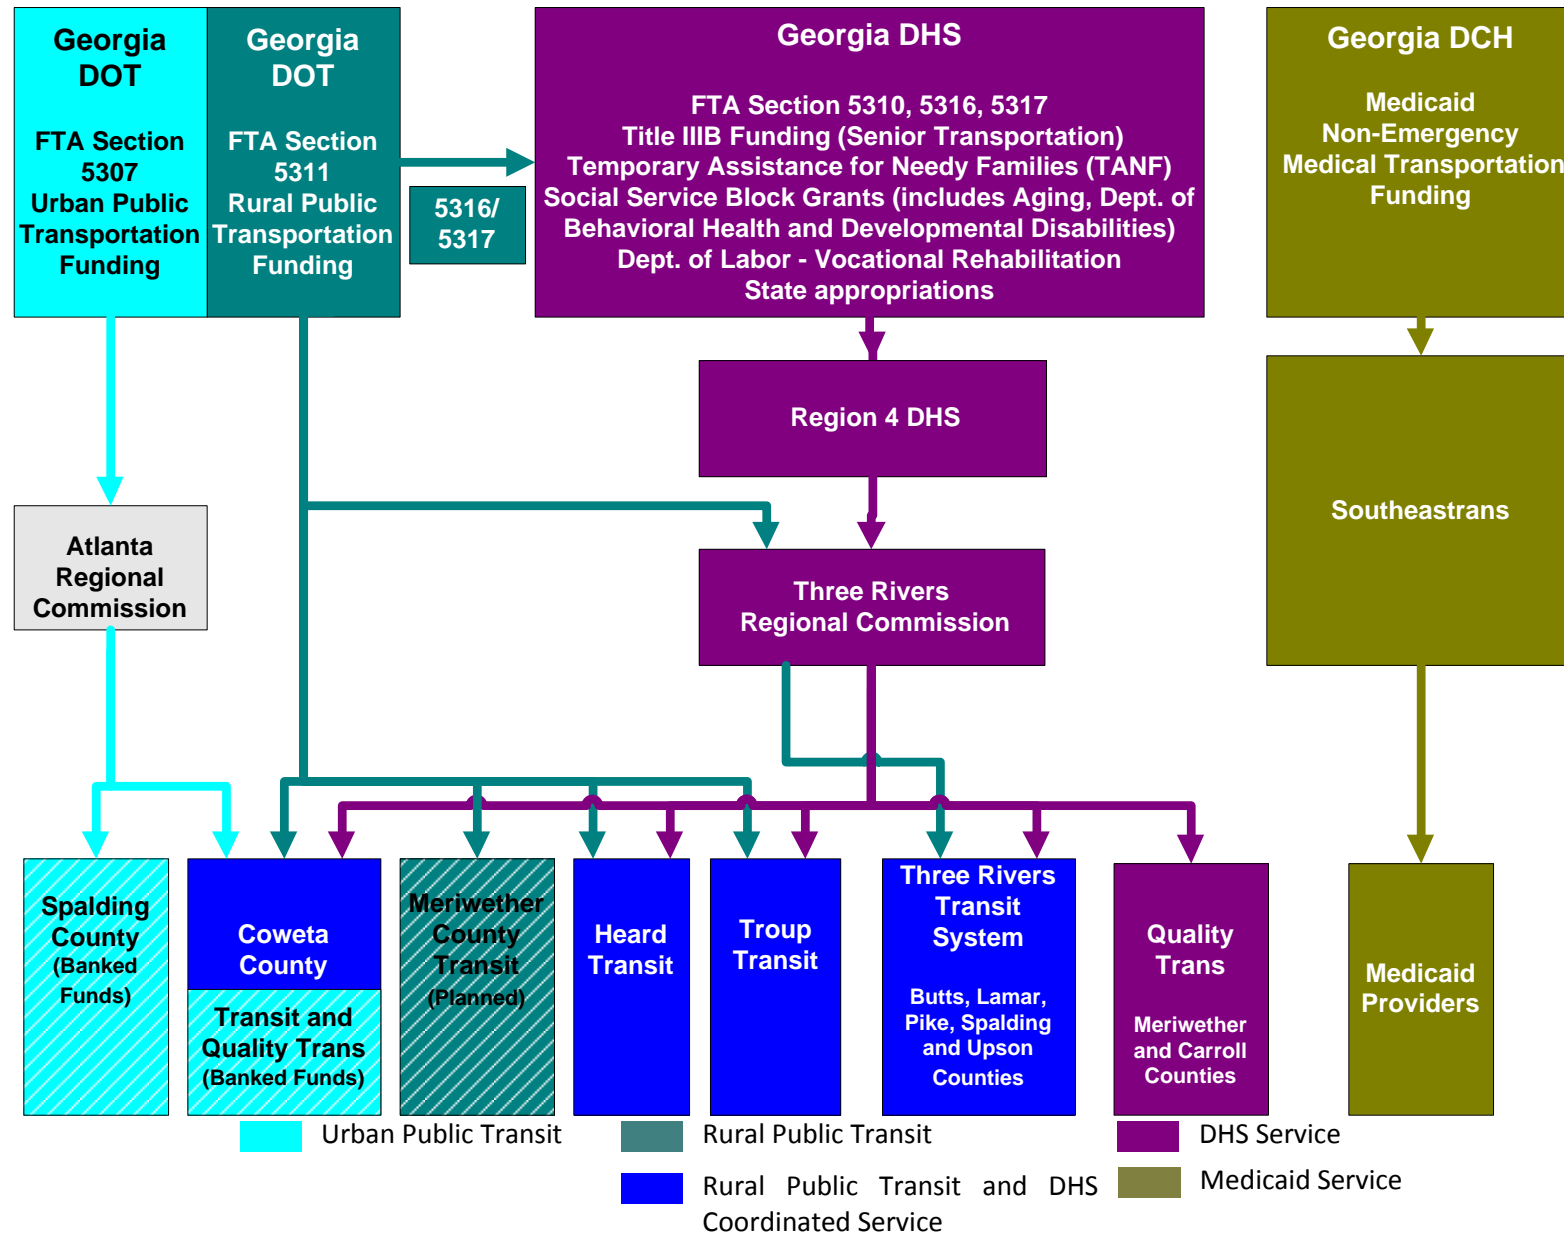 Georgia
DOT
FTA Section
5307
Urban Public
Transportation
Funding
Georgia
DOT
FTA Section
5311
Rural Public
Transportation
Funding
5316/
5317
Georgia DHS
FTA Section 5310, 5316, 5317
Title IIIB Funding (Senior Transportation)
Temporary Assistance for Needy Families (TANF)
Social Service Block Grants (includes Aging, Dept. of
Behavioral Health and Developmental Disabilities)
Dept. of Labor - Vocational Rehabilitation
State appropriations
Georgia DCH
Medicaid
Non-Emergency
Medical Transportation
Funding
Region 4 DHS
Southeastrans
Atlanta
Regional
Commission
Three Rivers
Regional Commission
Spalding
County
(Banked
Funds)
Coweta
County
Transit and
Quality Trans
(Banked Funds)
Meriwether
County
Transit
(Planned)
Heard
Transit
Troup
Transit
Three Rivers
Transit
System
Butts, Lamar,
Pike, Spalding
and Upson
Counties
Quality
Trans
Meriwether
and Carroll
Counties
Medicaid
Providers
Urban Public Transit
Rural Public Transit
DHS Service
Rural Public Transit and DHS
Coordinated Service
Medicaid Service